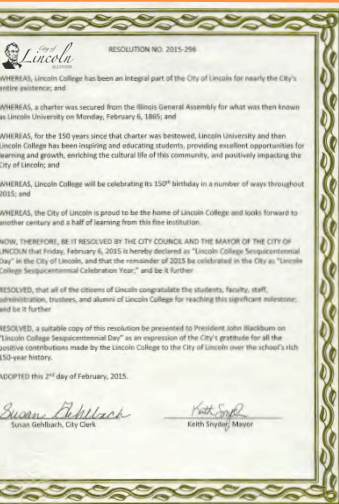 City of
Lincoln
ILLINOIS
RESOLUTION NO. 2015-296
WHEREAS, Lincoln College has been an integral part of the City of Lincoln for nearly the City's
entire existence; and
WHEREAS, a charter was secured from the Illinois General Assembly for what was then known
as Lincoln University on Monday, February 6, 1865; and
WHEREAS, for the 150 years since that charter was bestowed, Lincoln University and then
Lincoln College has been inspiring and educating students, providing excellent opportunities for
learning and growth, enriching the cultural life of this community, and positively impacting the
City of Lincoln; and
WHEREAS, Lincoln College will be celebrating its 150th birthday in a number of ways throughout
2015; and
WHEREAS, the City of Lincoln is proud to be the home of Lincoln College and looks forward to
another century and a half of learning from this fine institution.
NOW, THEREFORE, BE IT RESOLVED BY THE CITY COUNCIL AND THE MAYOR OF THE CITY OF
LINCOLN that Friday, February 6, 2015 is hereby declared as "Lincoln College Sesquicentennial
Day" in the City of Lincoln, and that the remainder of 2015 be celebrated in the City as "Lincoln
College Sesquicentennial Celebration Year;" and be it further
RESOLVED, that all of the citizens of Lincoln congratulate the students, faculty, staff,
administration, trustees, and alumni of Lincoln College for reaching this significant milestone;
and be it further
RESOLVED, a suitable copy of this resolution be presented to President John Blackburn on
"Lincoln College Sesquicentennial Day" as an expression of the City's gratitude for all the
positive contributions made by the Lincoln College to the City of Lincoln over the school's rich
150-year history.
ADOPTED this 2nd day of February, 2015.
Susan Gehlbach Keith Snyder
Susan Gehlbach, City Clerk Keith Snyder, Mayor